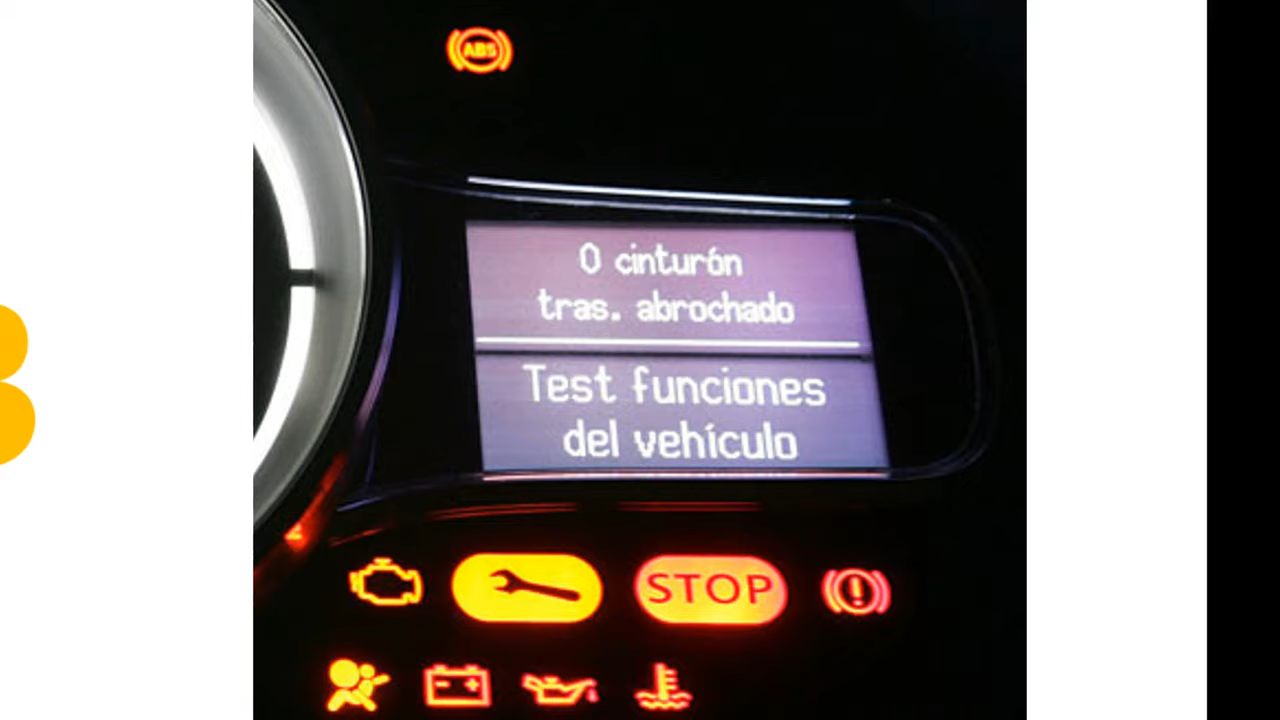 ABS
0 cinturón
tras. abrochado
Test funciones
del vehículo
STOP